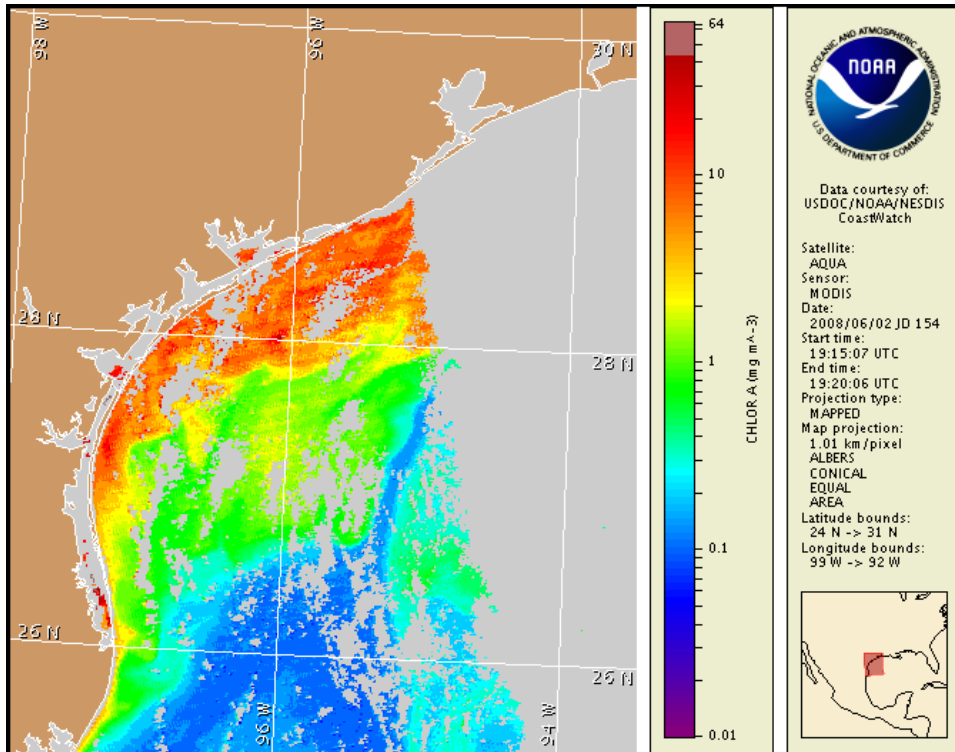 98 W
96 W
30 N
28 N
28 N
26 N
26 N
96 W
94 W
64
10
1
0.1
0.01
CHLOR A (mg m^-3)
NATIONAL OCEANIC AND ATMOSPHERIC ADMINISTRATION
NOAA
U.S. DEPARTMENT OF COMMERCE
Data courtesy of:
USDOC/NOAA/NESDIS
CoastWatch
Satellite:
AQUA
Sensor:
MODIS
Date:
2008/06/02 JD 154
Start time:
19:15:07 UTC
End time:
19:20:06 UTC
Projection type:
MAPPED
Map projection:
1.01 km/pixel
ALBERS
CONICAL
EQUAL
AREA
Latitude bounds:
24 N -> 31 N
Longitude bounds:
99 W -> 92 W